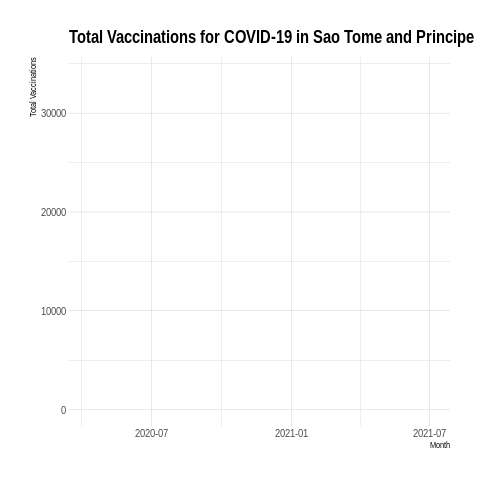 Total Vaccinations for COVID-19 in Sao Tome and Principe
Total Vaccinations
30000
20000
10000
0
2020-07
2021-01
2021-07
Month